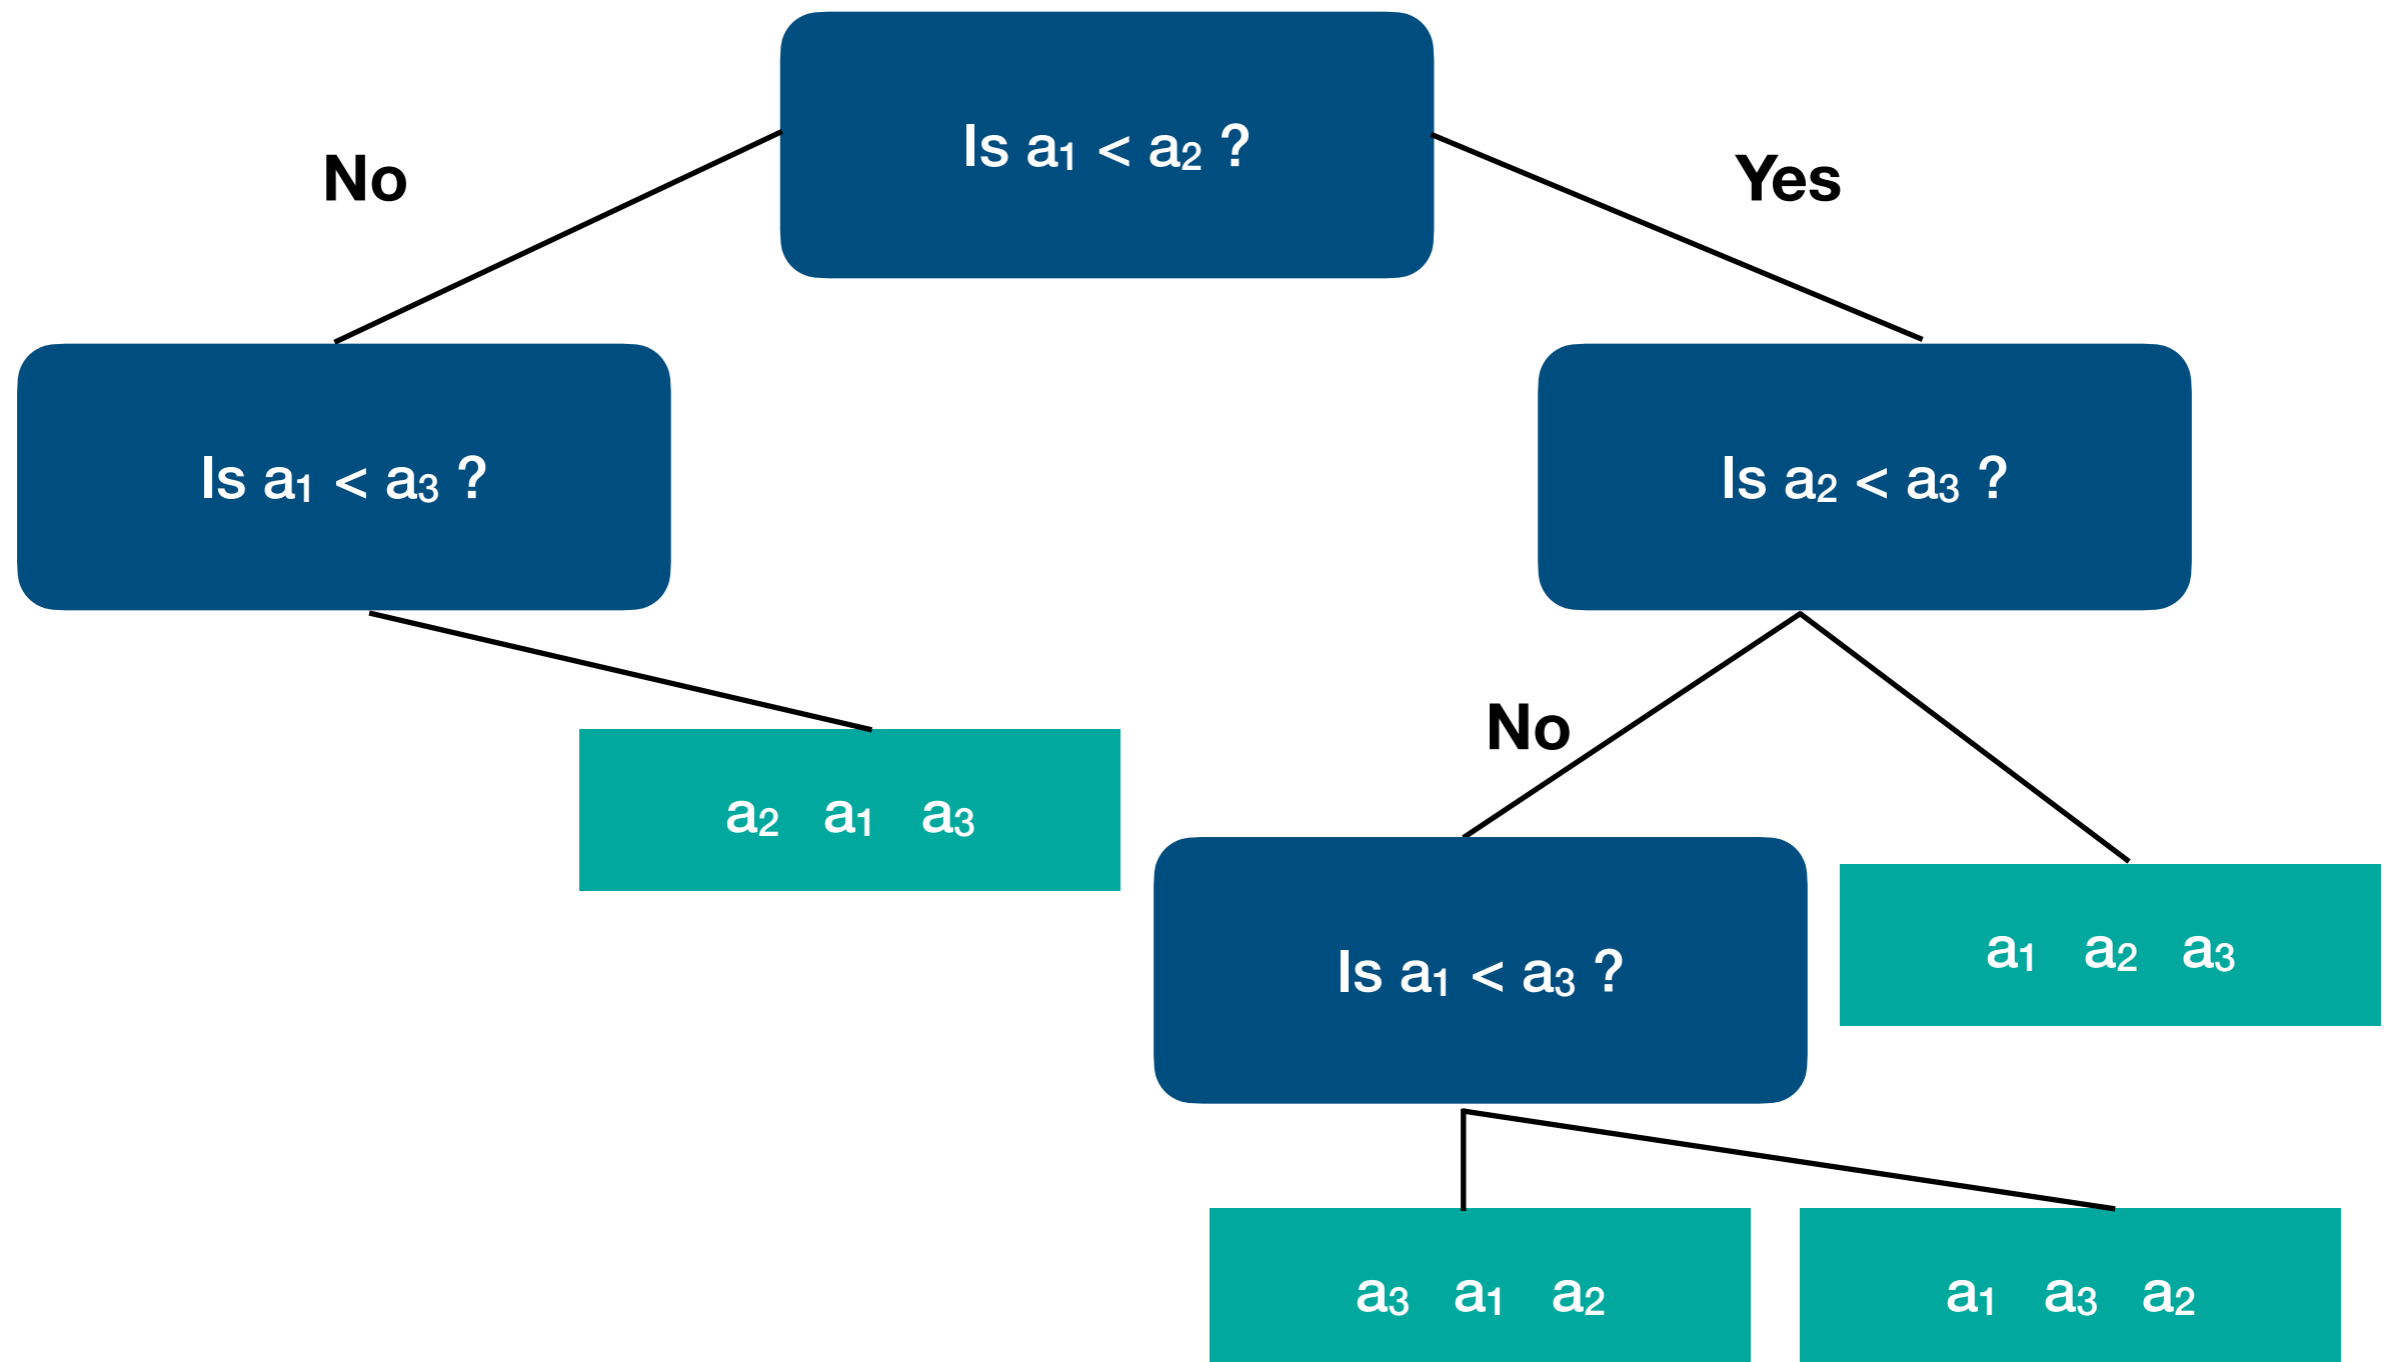 Is a₁ < a₂ ?
No
Yes
Is a₁ < a₃ ?
Is a₂ < a₃ ?
No
a₂ a₁ a₃
a₁ a₂ a₃
Is a₁ < a₃ ?
a₃ a₁ a₂
a₁ a₃ a₂